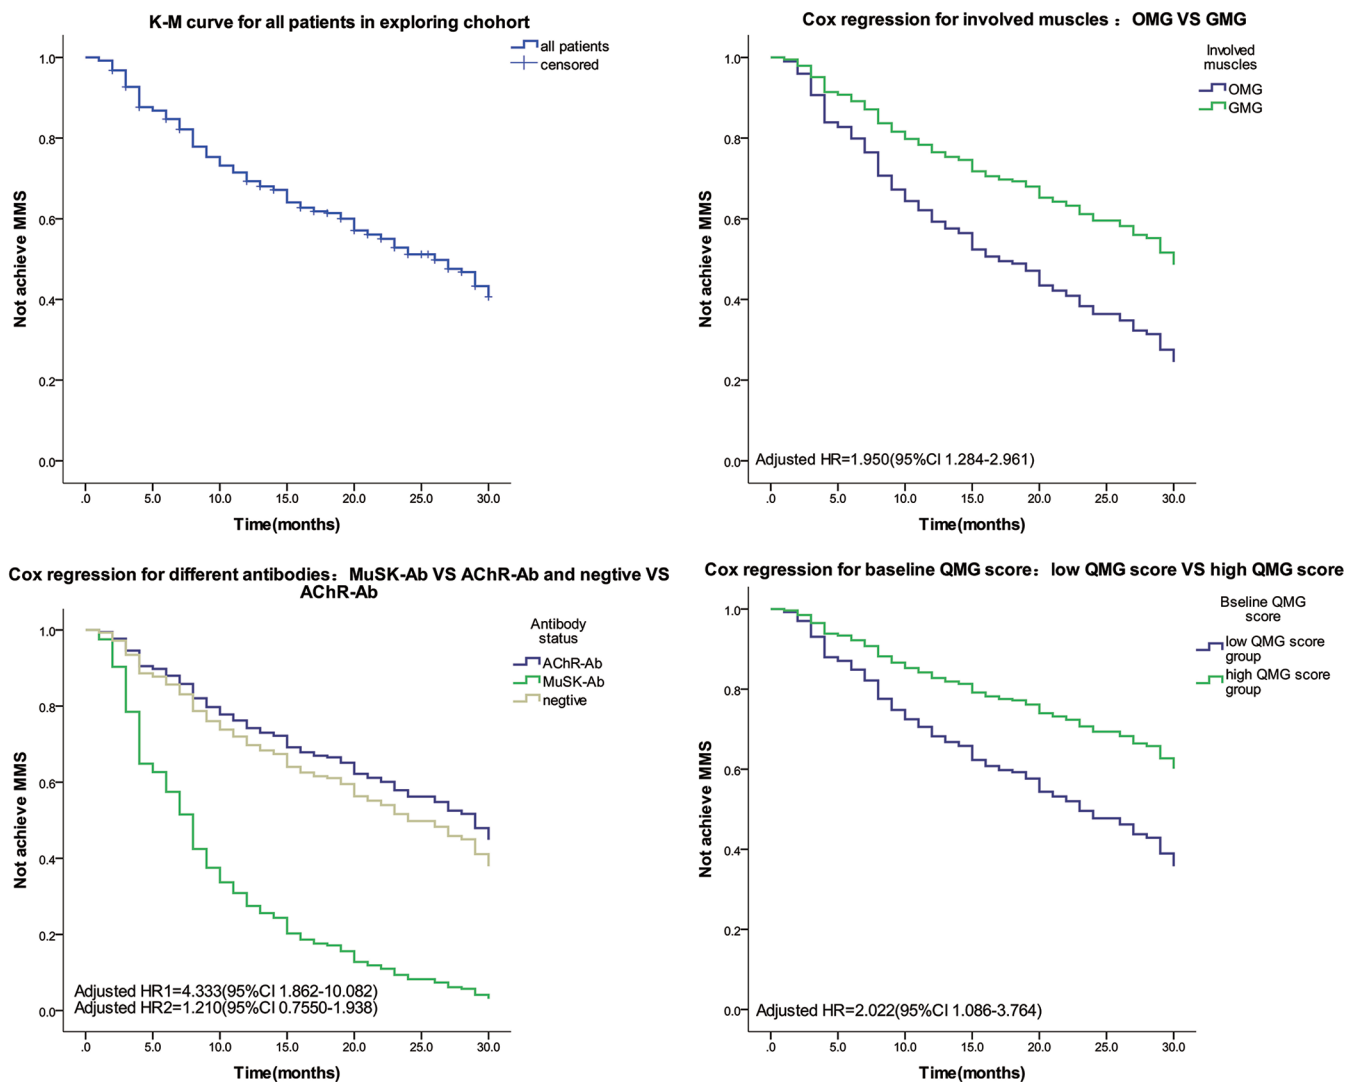 K-M curve for all patients in exploring chohort
all patients
censored
1.0
0.8
0.6
0.4
0.2
0.0
Not achieve MMS
.0 5.0 10.0 15.0 20.0 25.0 30.0
Time(months)
Cox regression for involved muscles： OMG VS GMG
Involved
muscles
OMG
GMG
1.0
0.8
0.6
0.4
0.2
0.0
Not achieve MMS
Adjusted HR=1.950(95%CI 1.284-2.961)
.0 5.0 10.0 15.0 20.0 25.0 30.0
Time(months)
Cox regression for different antibodies：MuSK-Ab VS AChR-Ab and negtive VS
AChR-Ab
Antibody
status
AChR-Ab
MuSK-Ab
negtive
1.0
0.8
0.6
0.4
0.2
0.0
Not achieve MMS
Adjusted HR1=4.333(95%CI 1.862-10.082)
Adjusted HR2=1.210(95%CI 0.7550-1.938)
.0 5.0 10.0 15.0 20.0 25.0 30.0
Time(months)
Cox regression for baseline QMG score：low QMG score VS high QMG score
Bseline QMG
score
low QMG score
group
high QMG score
group
1.0
0.8
0.6
0.4
0.2
0.0
Not achieve MMS
Adjusted HR=2.022(95%CI 1.086-3.764)
.0 5.0 10.0 15.0 20.0 25.0 30.0
Time(months)